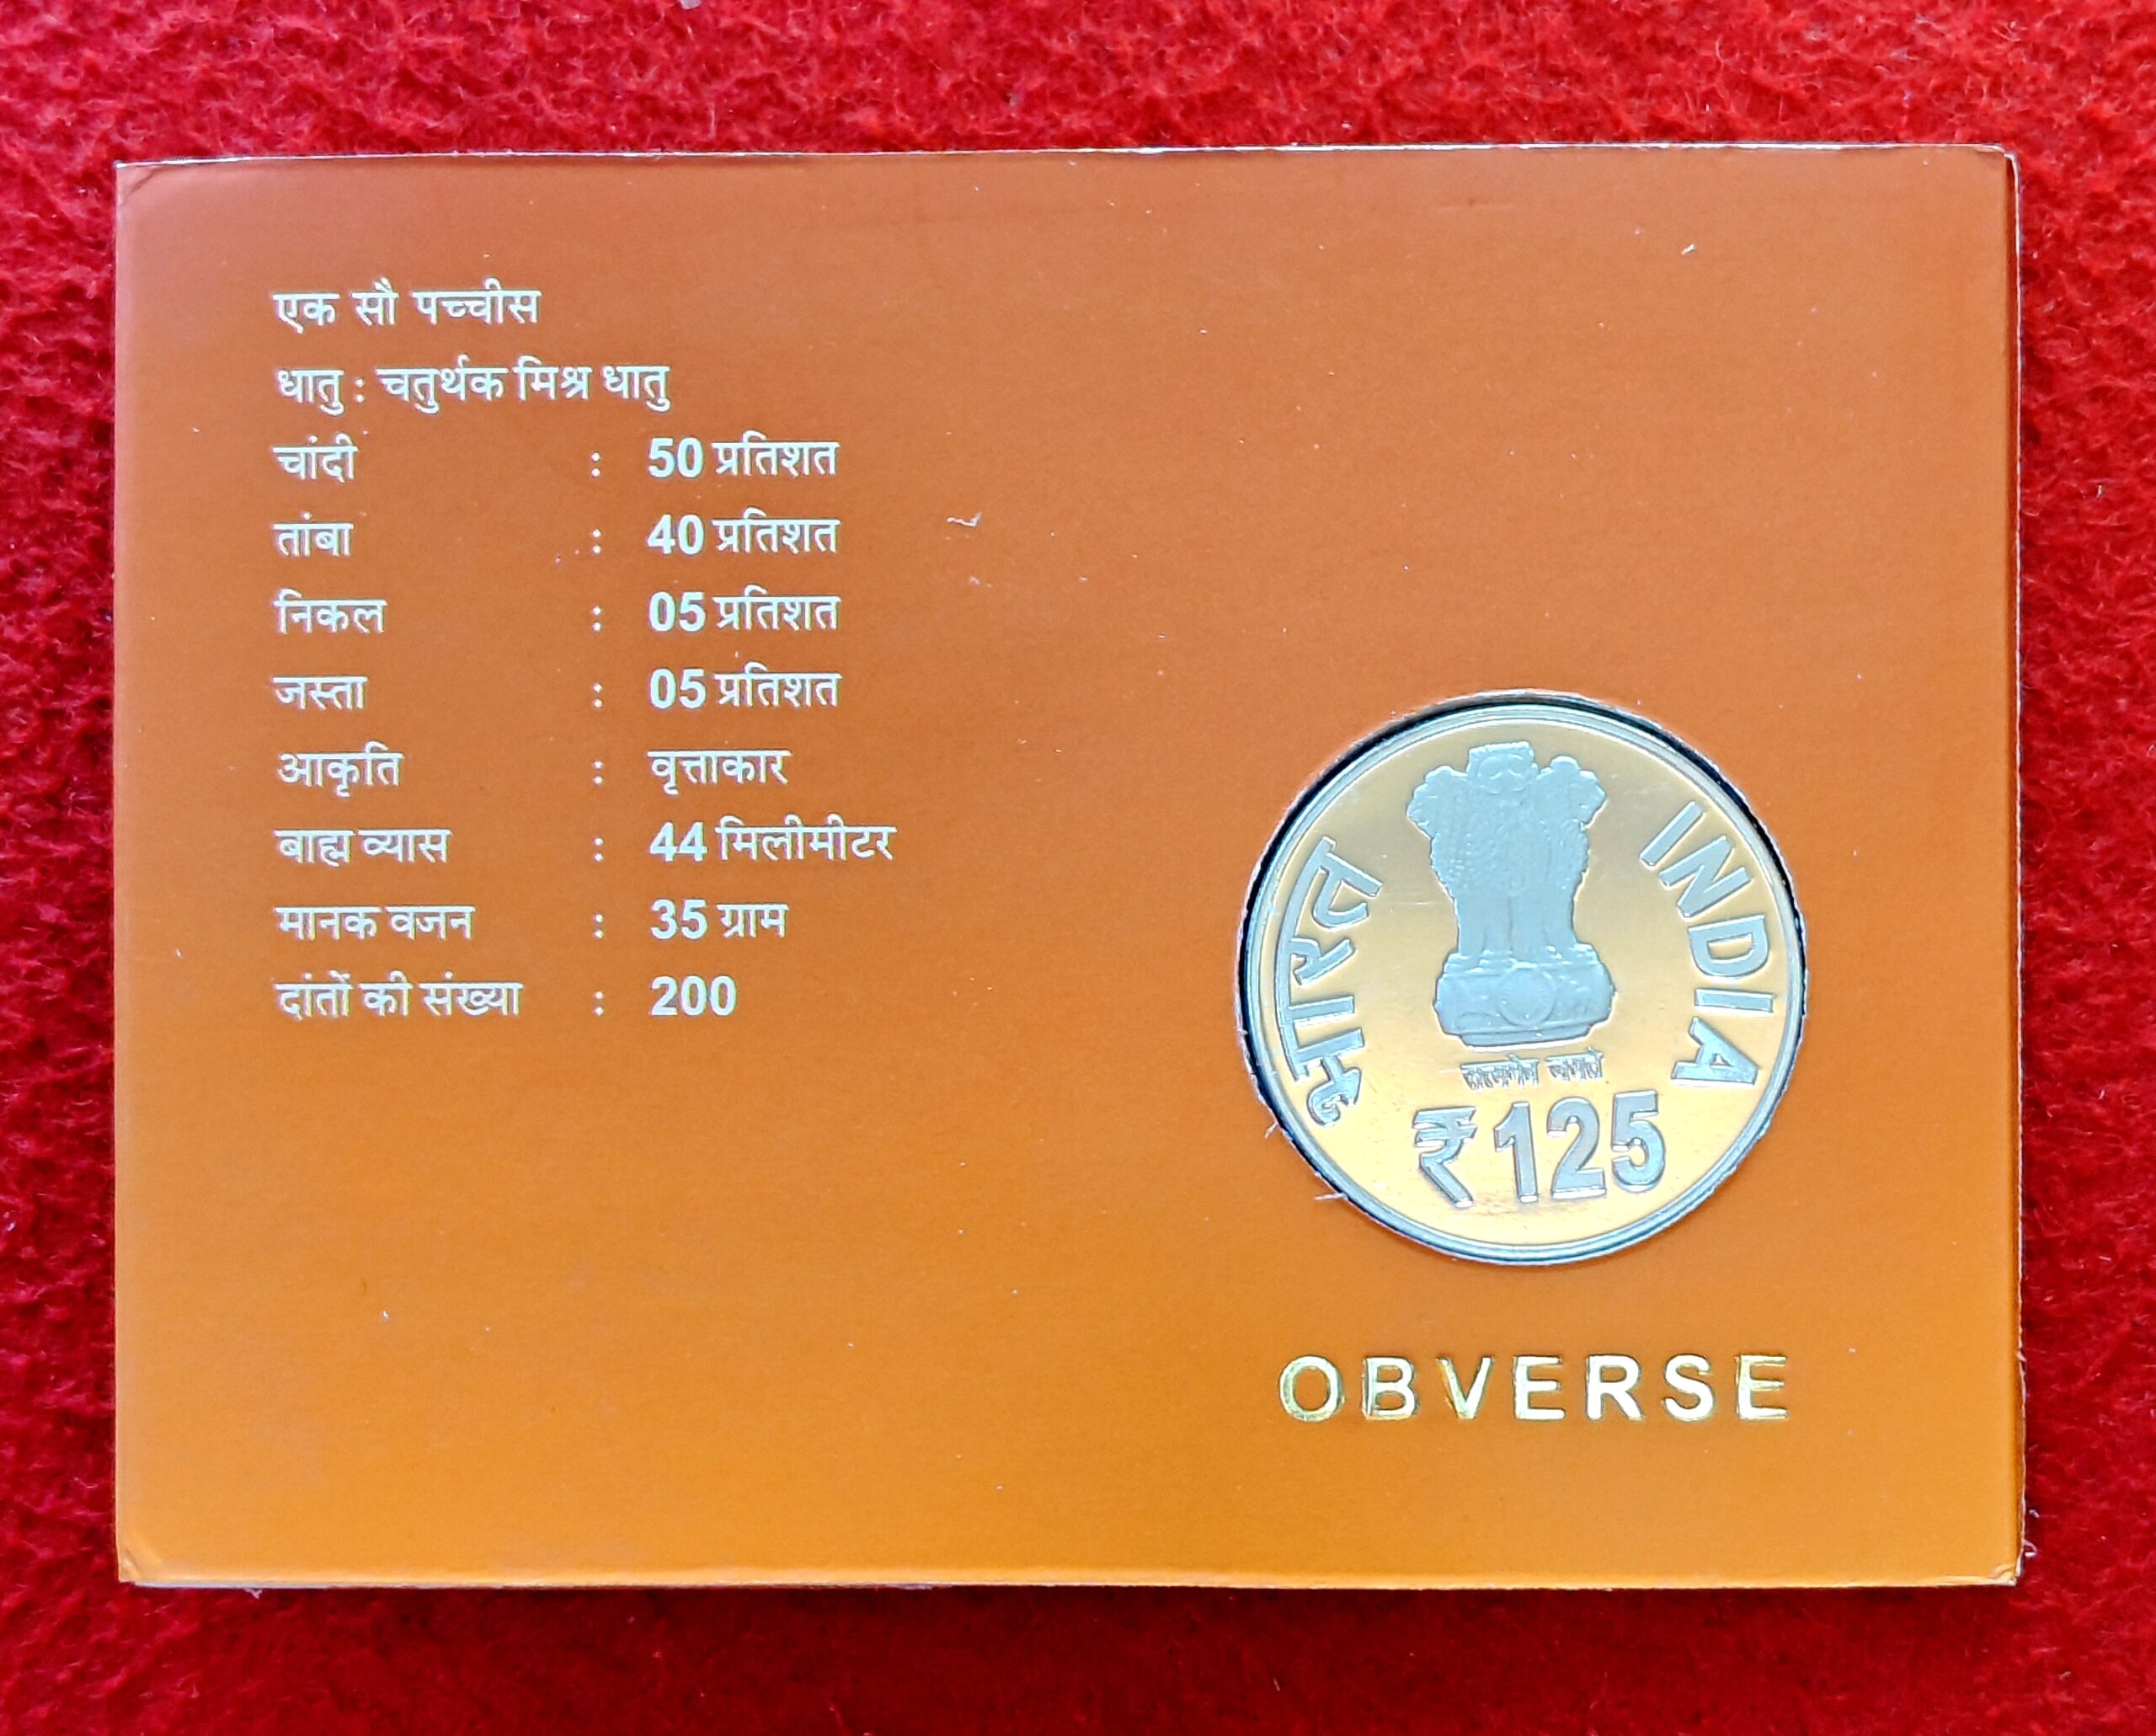 एक सौ पच्चीस
धातु : चतुर्थक मिश्र धातु
चांदी : 50 प्रतिशत
तांबा : 40 प्रतिशत
निकल : 05 प्रतिशत
जस्ता : 05 प्रतिशत
आकृति : वृत्ताकार
बाह्म व्यास : 44 मिलीमीटर
मानक वजन : 35 ग्राम
दांतों की संख्या : 200
भारत
INDIA
सत्यमेव जयते
₹125
OBVERSE